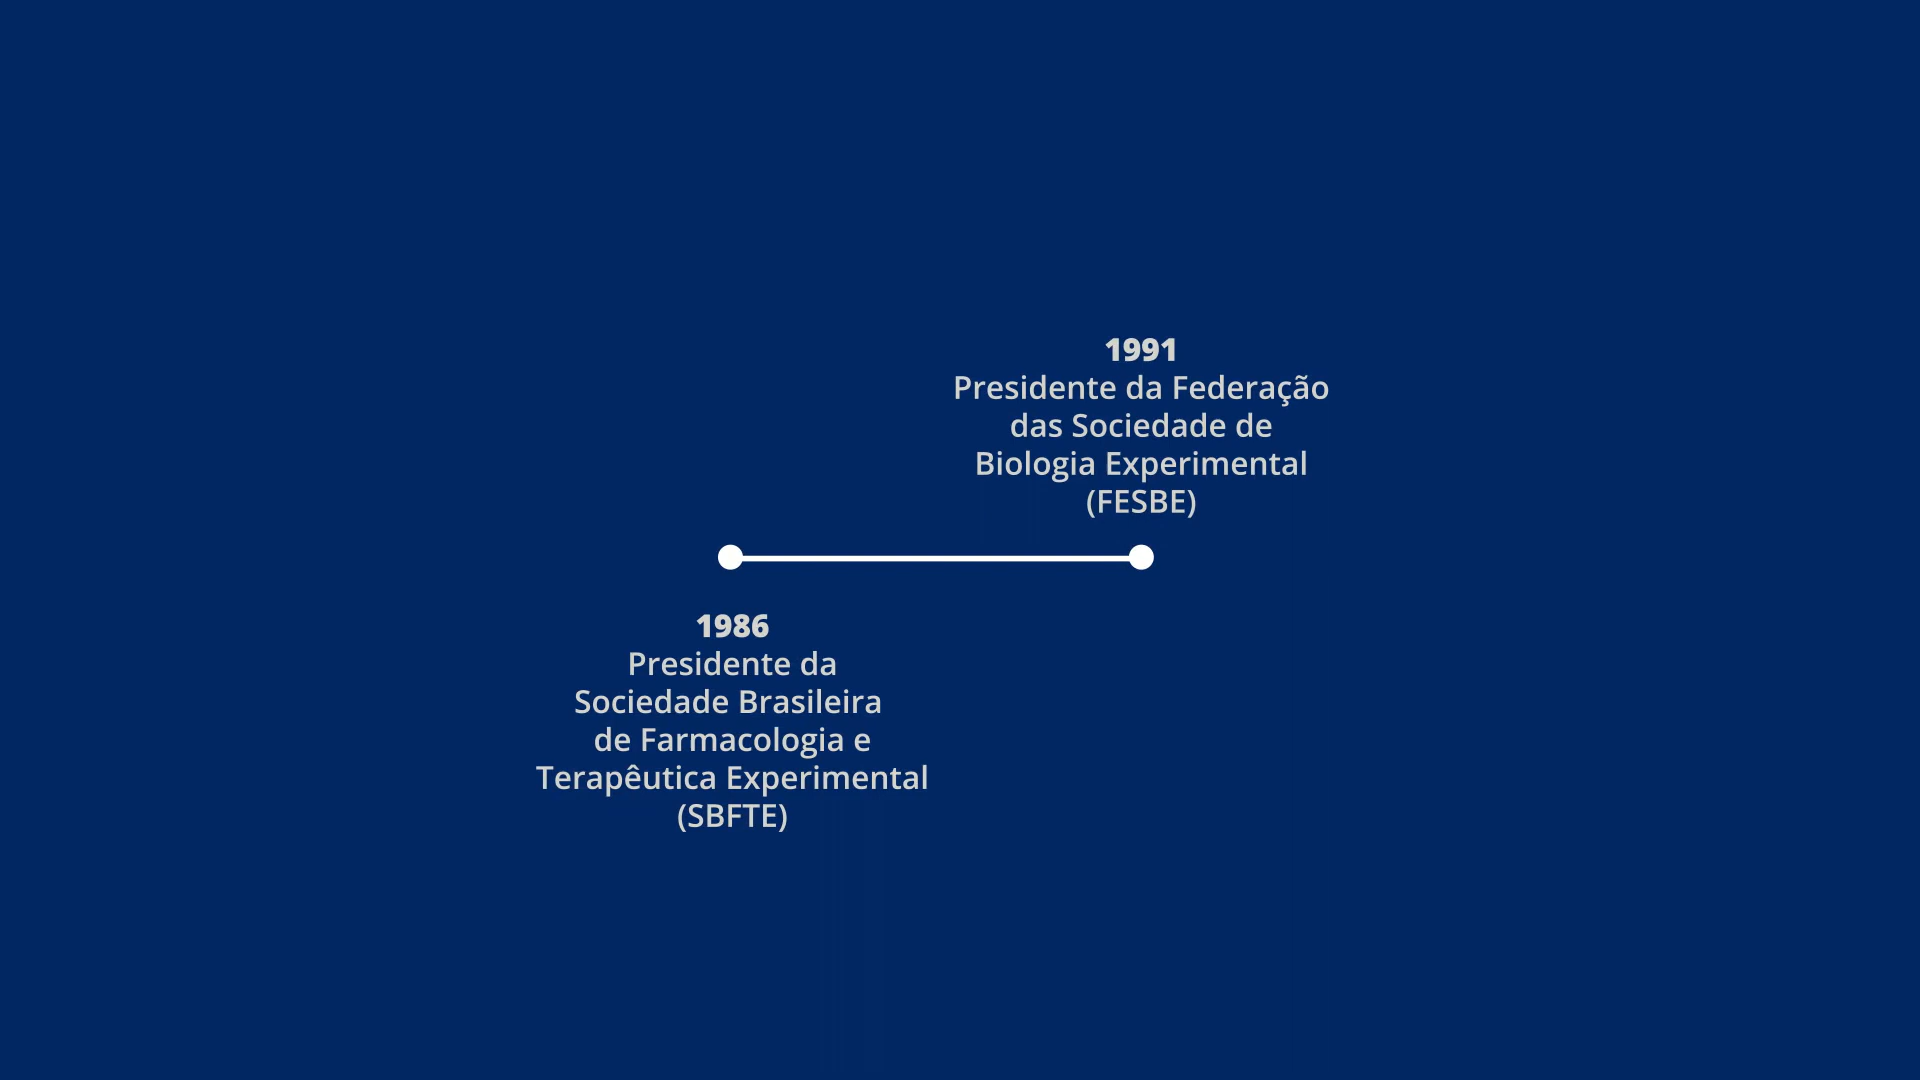 1991
Presidente da Federação
das Sociedade de
Biologia Experimental
(FESBE)
1986
Presidente da
Sociedade Brasileira
de Farmacologia e
Terapêutica Experimental
(SBFTE)